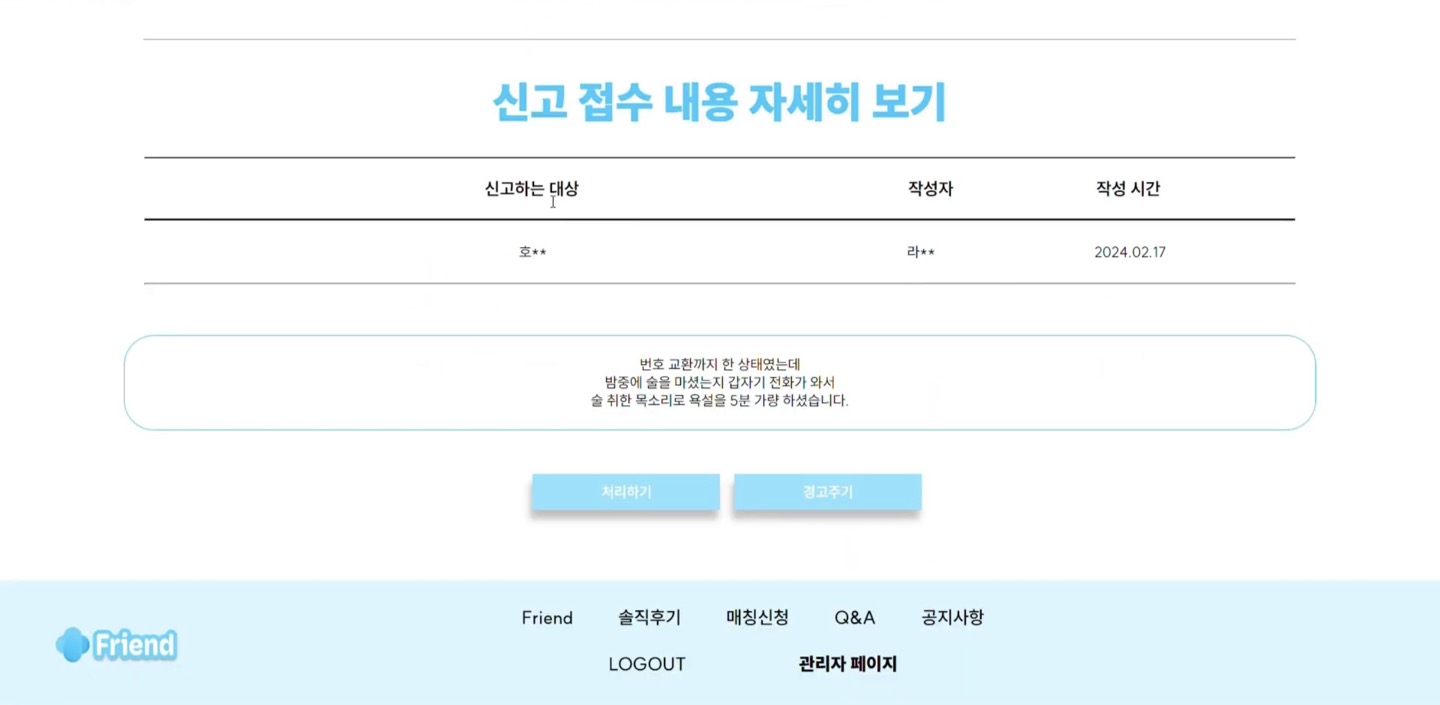 신고 접수 내용 자세히 보기
신고하는 대상 작성자 작성 시간
호** 라** 2024.02.17
번호 교환까지 한 상태였는데
밤중에 술을 마셨는지 갑자기 전화가 와서
술 취한 목소리로 욕설을 5분 가량 하셨습니다.
처리하기 경고주기
Friend 솔직후기 매칭신청 Q&A 공지사항
Friend
LOGOUT 관리자 페이지